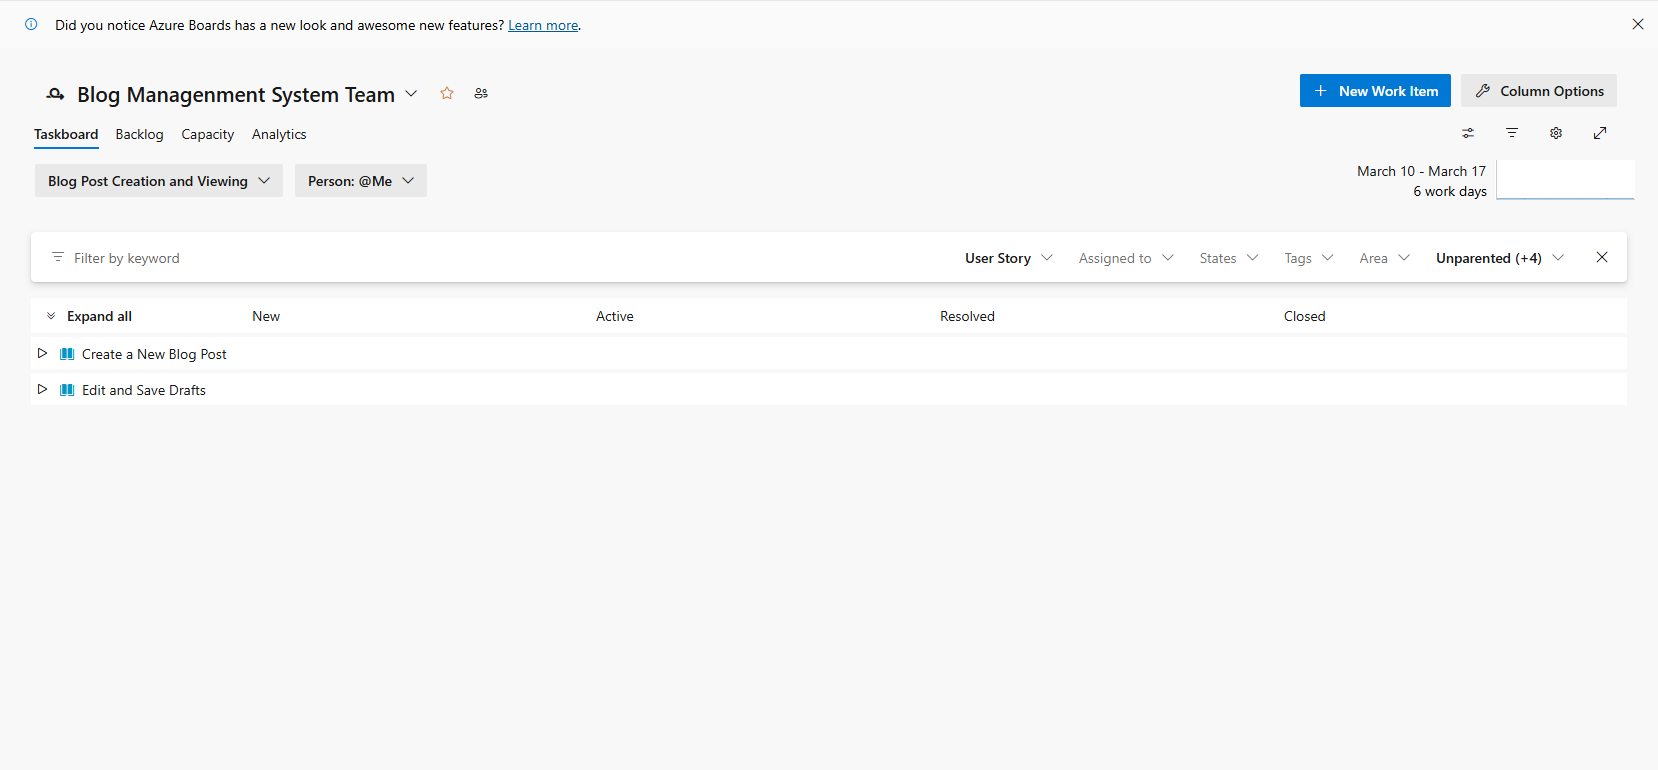 Did you notice Azure Boards has a new look and awesome new features? Learn more.
Blog Managenment System Team
New Work Item
Column Options
Taskboard Backlog Capacity Analytics
Blog Post Creation and Viewing
Person: @Me
March 10 - March 17
6 work days
Filter by keyword
User Story Assigned to States Tags Area Unparented (+4)
Expand all New Active Resolved Closed
Create a New Blog Post
Edit and Save Drafts